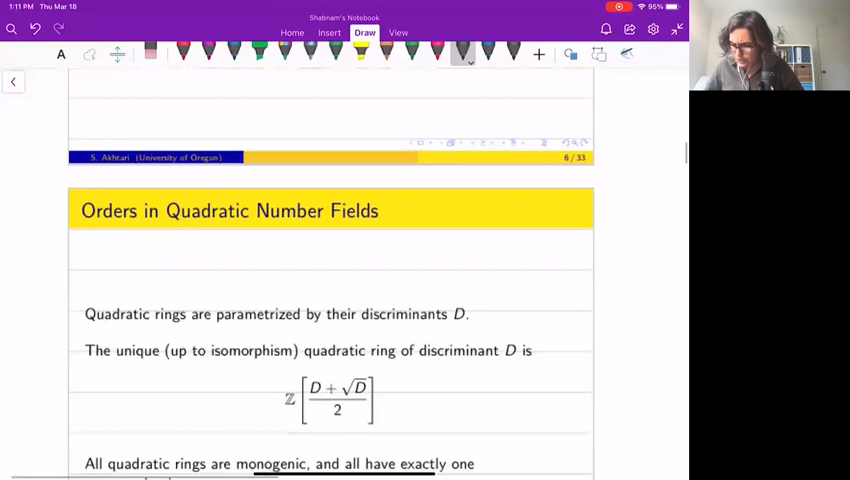 1:11 PM Thu Mar 18
95%
Shabnam's Notebook
Home Insert Draw View
A
S. Akhtari (University of Oregon)
6 / 33
Orders in Quadratic Number Fields
Quadratic rings are parametrized by their discriminants D.
The unique (up to isomorphism) quadratic ring of discriminant D is
ℤ[(D + √D)/2]
All quadratic rings are monogenic, and all have exactly one